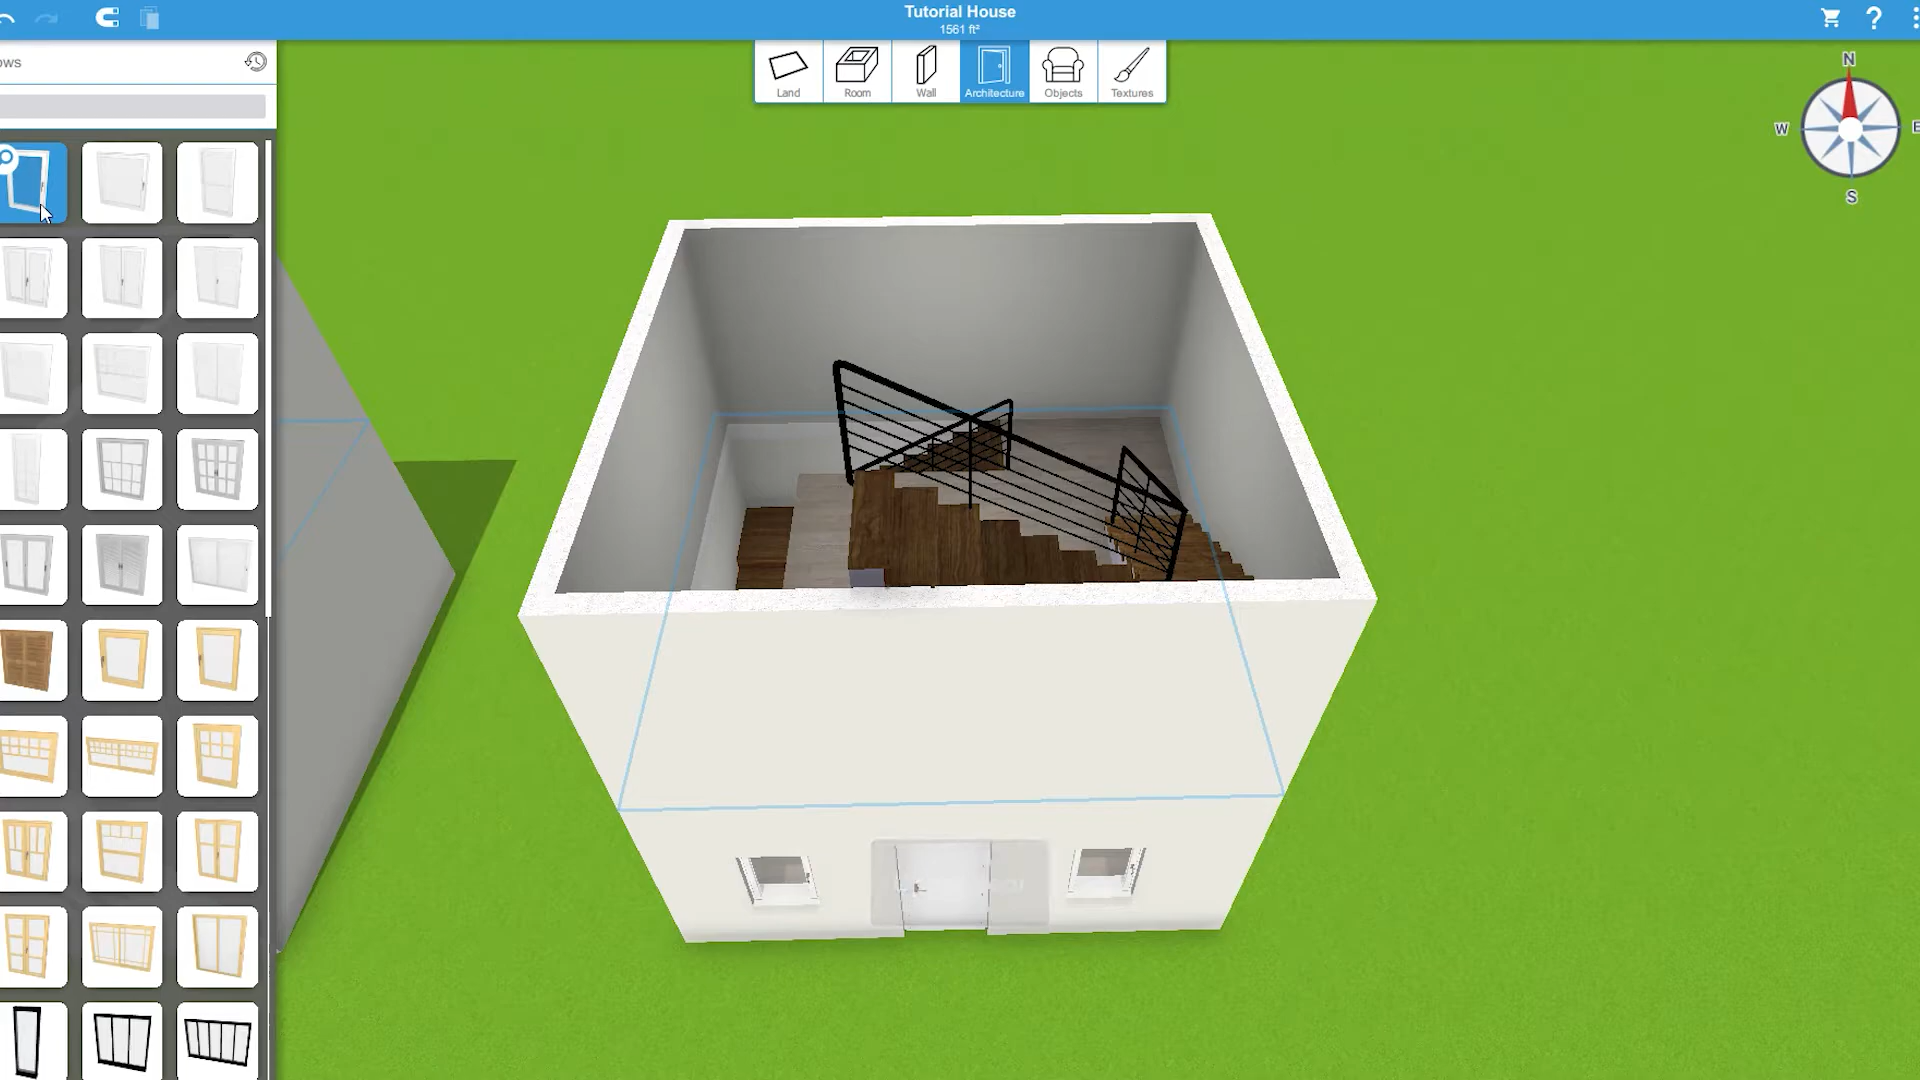 Tutorial House
1561 ft²
ows
Land
Room
Wall
Architecture
Objects
Textures
N
W
E
S